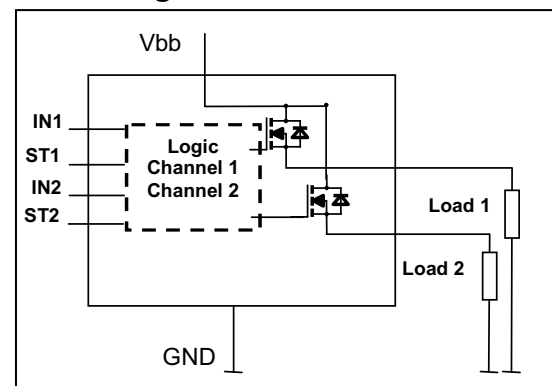 Vbb
IN1
ST1
IN2
ST2
Logic
Channel 1
Channel 2
Load 1
Load 2
GND